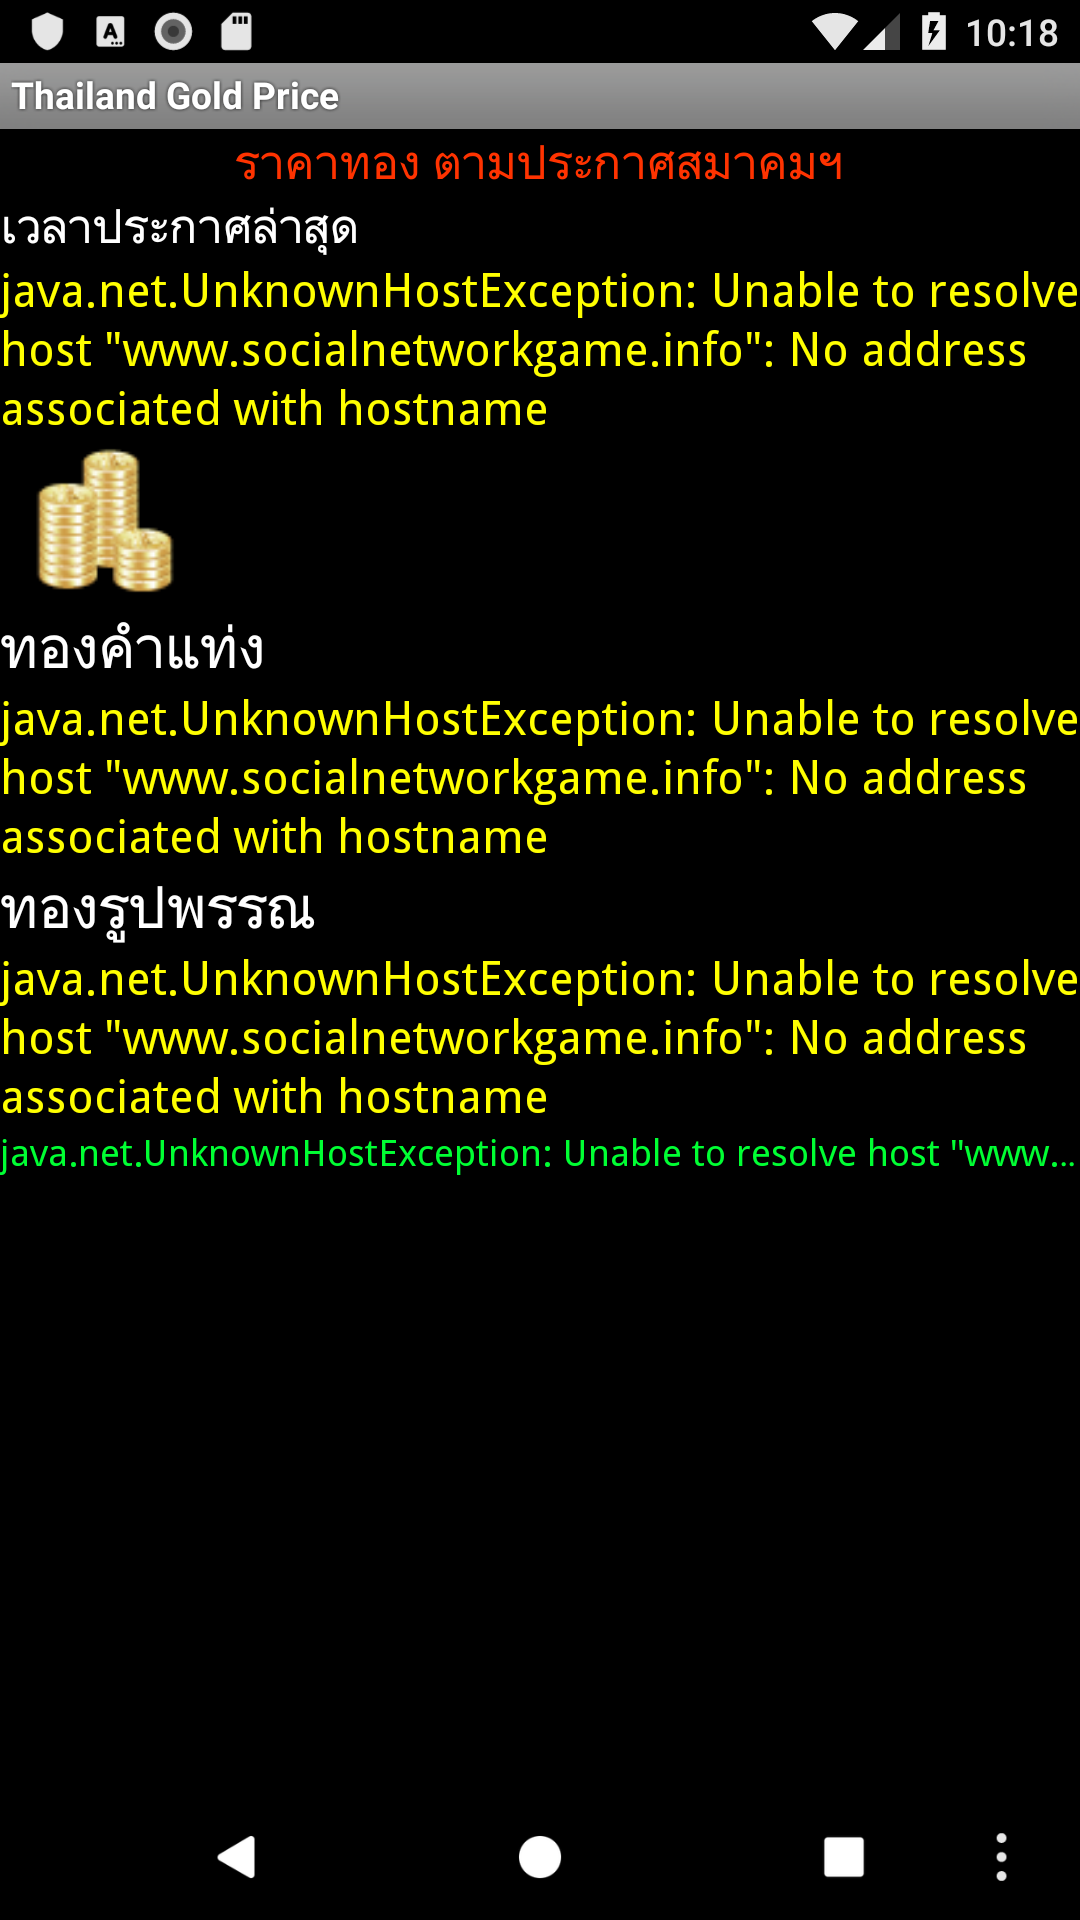 10:18
Thailand Gold Price
ราคาทอง ตามประกาศสมาคมฯ
เวลาประกาศล่าสุด
java.net.UnknownHostException: Unable to resolve
host "www.socialnetworkgame.info": No address
associated with hostname
ทองคำแท่ง
java.net.UnknownHostException: Unable to resolve
host "www.socialnetworkgame.info": No address
associated with hostname
ทองรูปพรรณ
java.net.UnknownHostException: Unable to resolve
host "www.socialnetworkgame.info": No address
associated with hostname
java.net.UnknownHostException: Unable to resolve host "www...